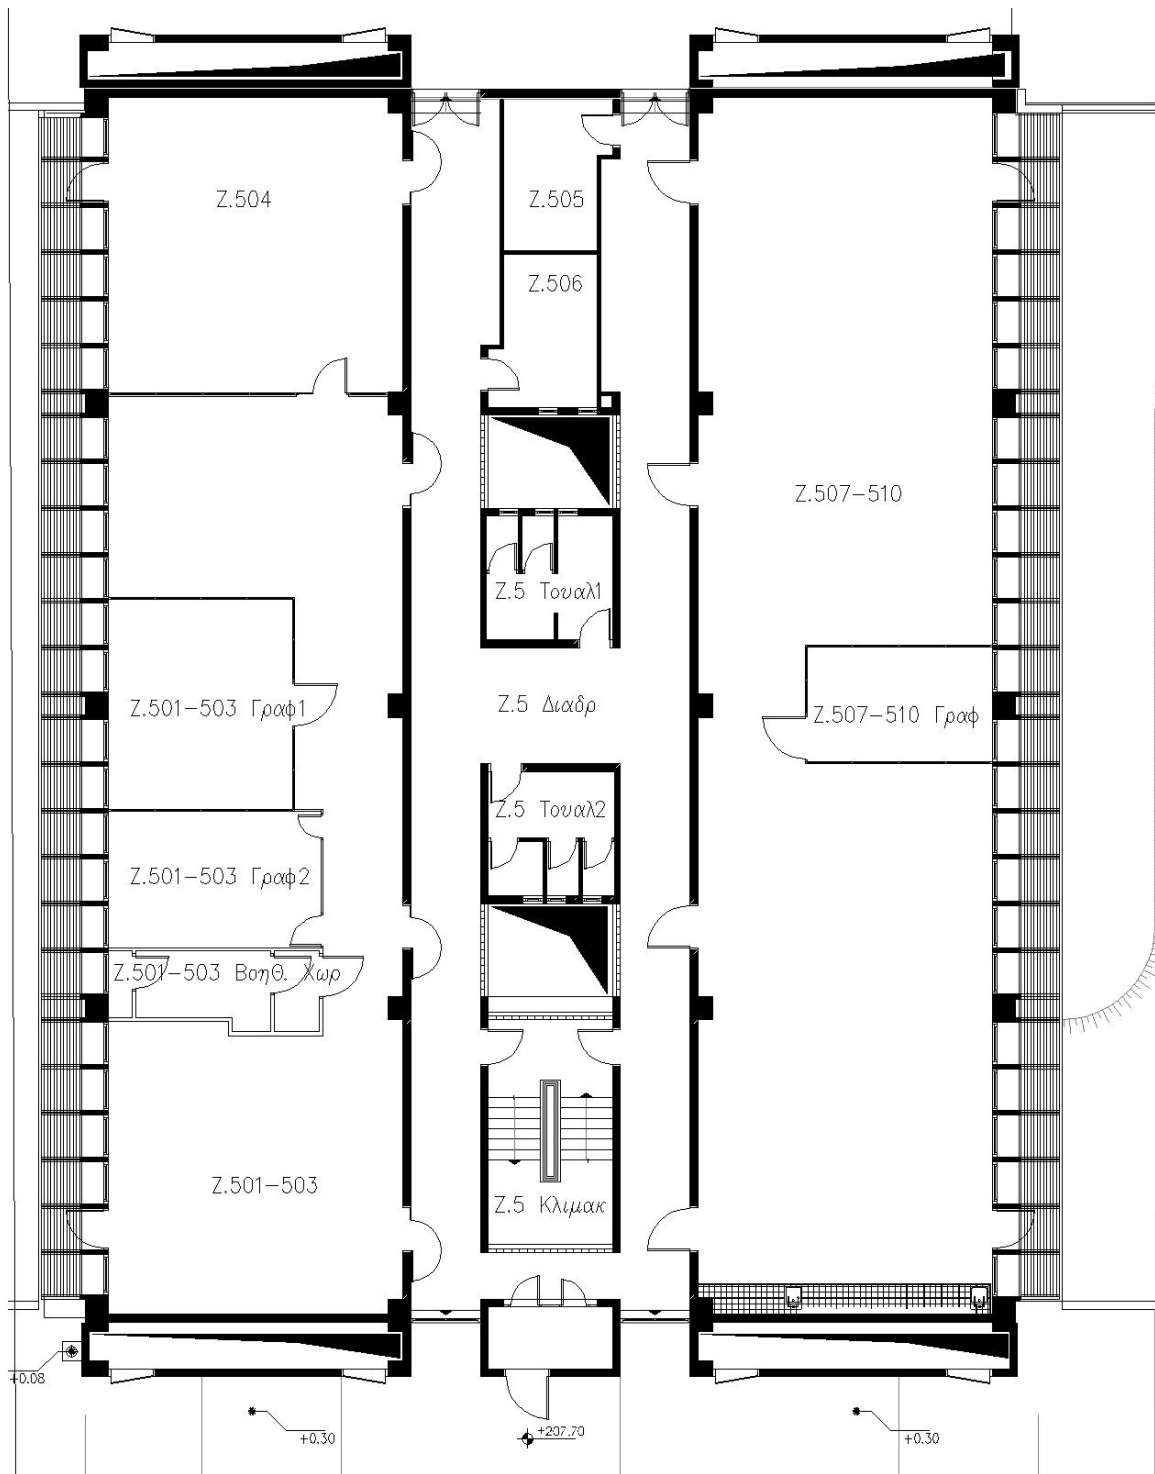 Z.504
Z.505
Z.506
Z.507-510
Z.5 Τουαλ1
Z.501-503 Γραφ1
Z.5 Διαδρ
Z.507-510 Γραφ
Z.5 Τουαλ2
Z.501-503 Γραφ2
Z.501-503 Βοηθ. Χωρ
Z.501-503
Z.5 Κλιμακ
+0.08
+0.30
+207.70
+0.30